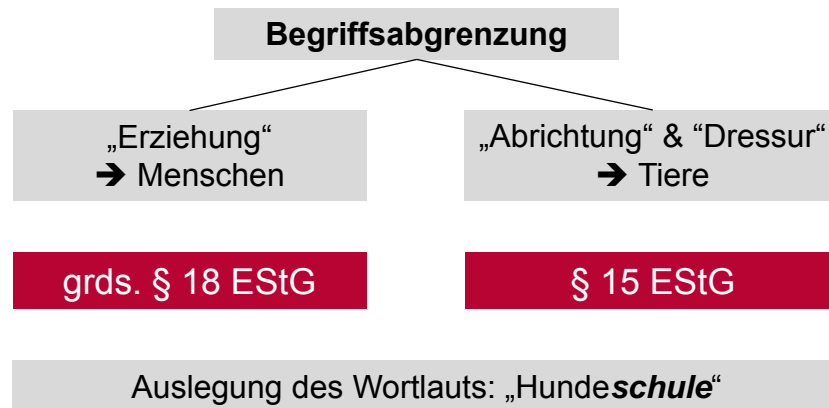 Begriffsabgrenzung
„Erziehung“
➔ Menschen
„Abrichtung“ & “Dressur“
➔ Tiere
grds. § 18 EStG
§ 15 EStG
Auslegung des Wortlauts: „Hundeschule“